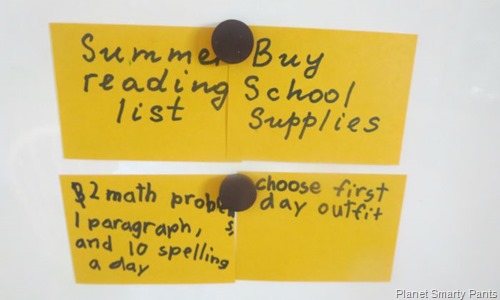 Summer
reading
list
Buy
School
Supplies
2 math problems,
1 paragraph,
and 10 spelling
a day
choose first
day outfit
Planet Smarty Pants